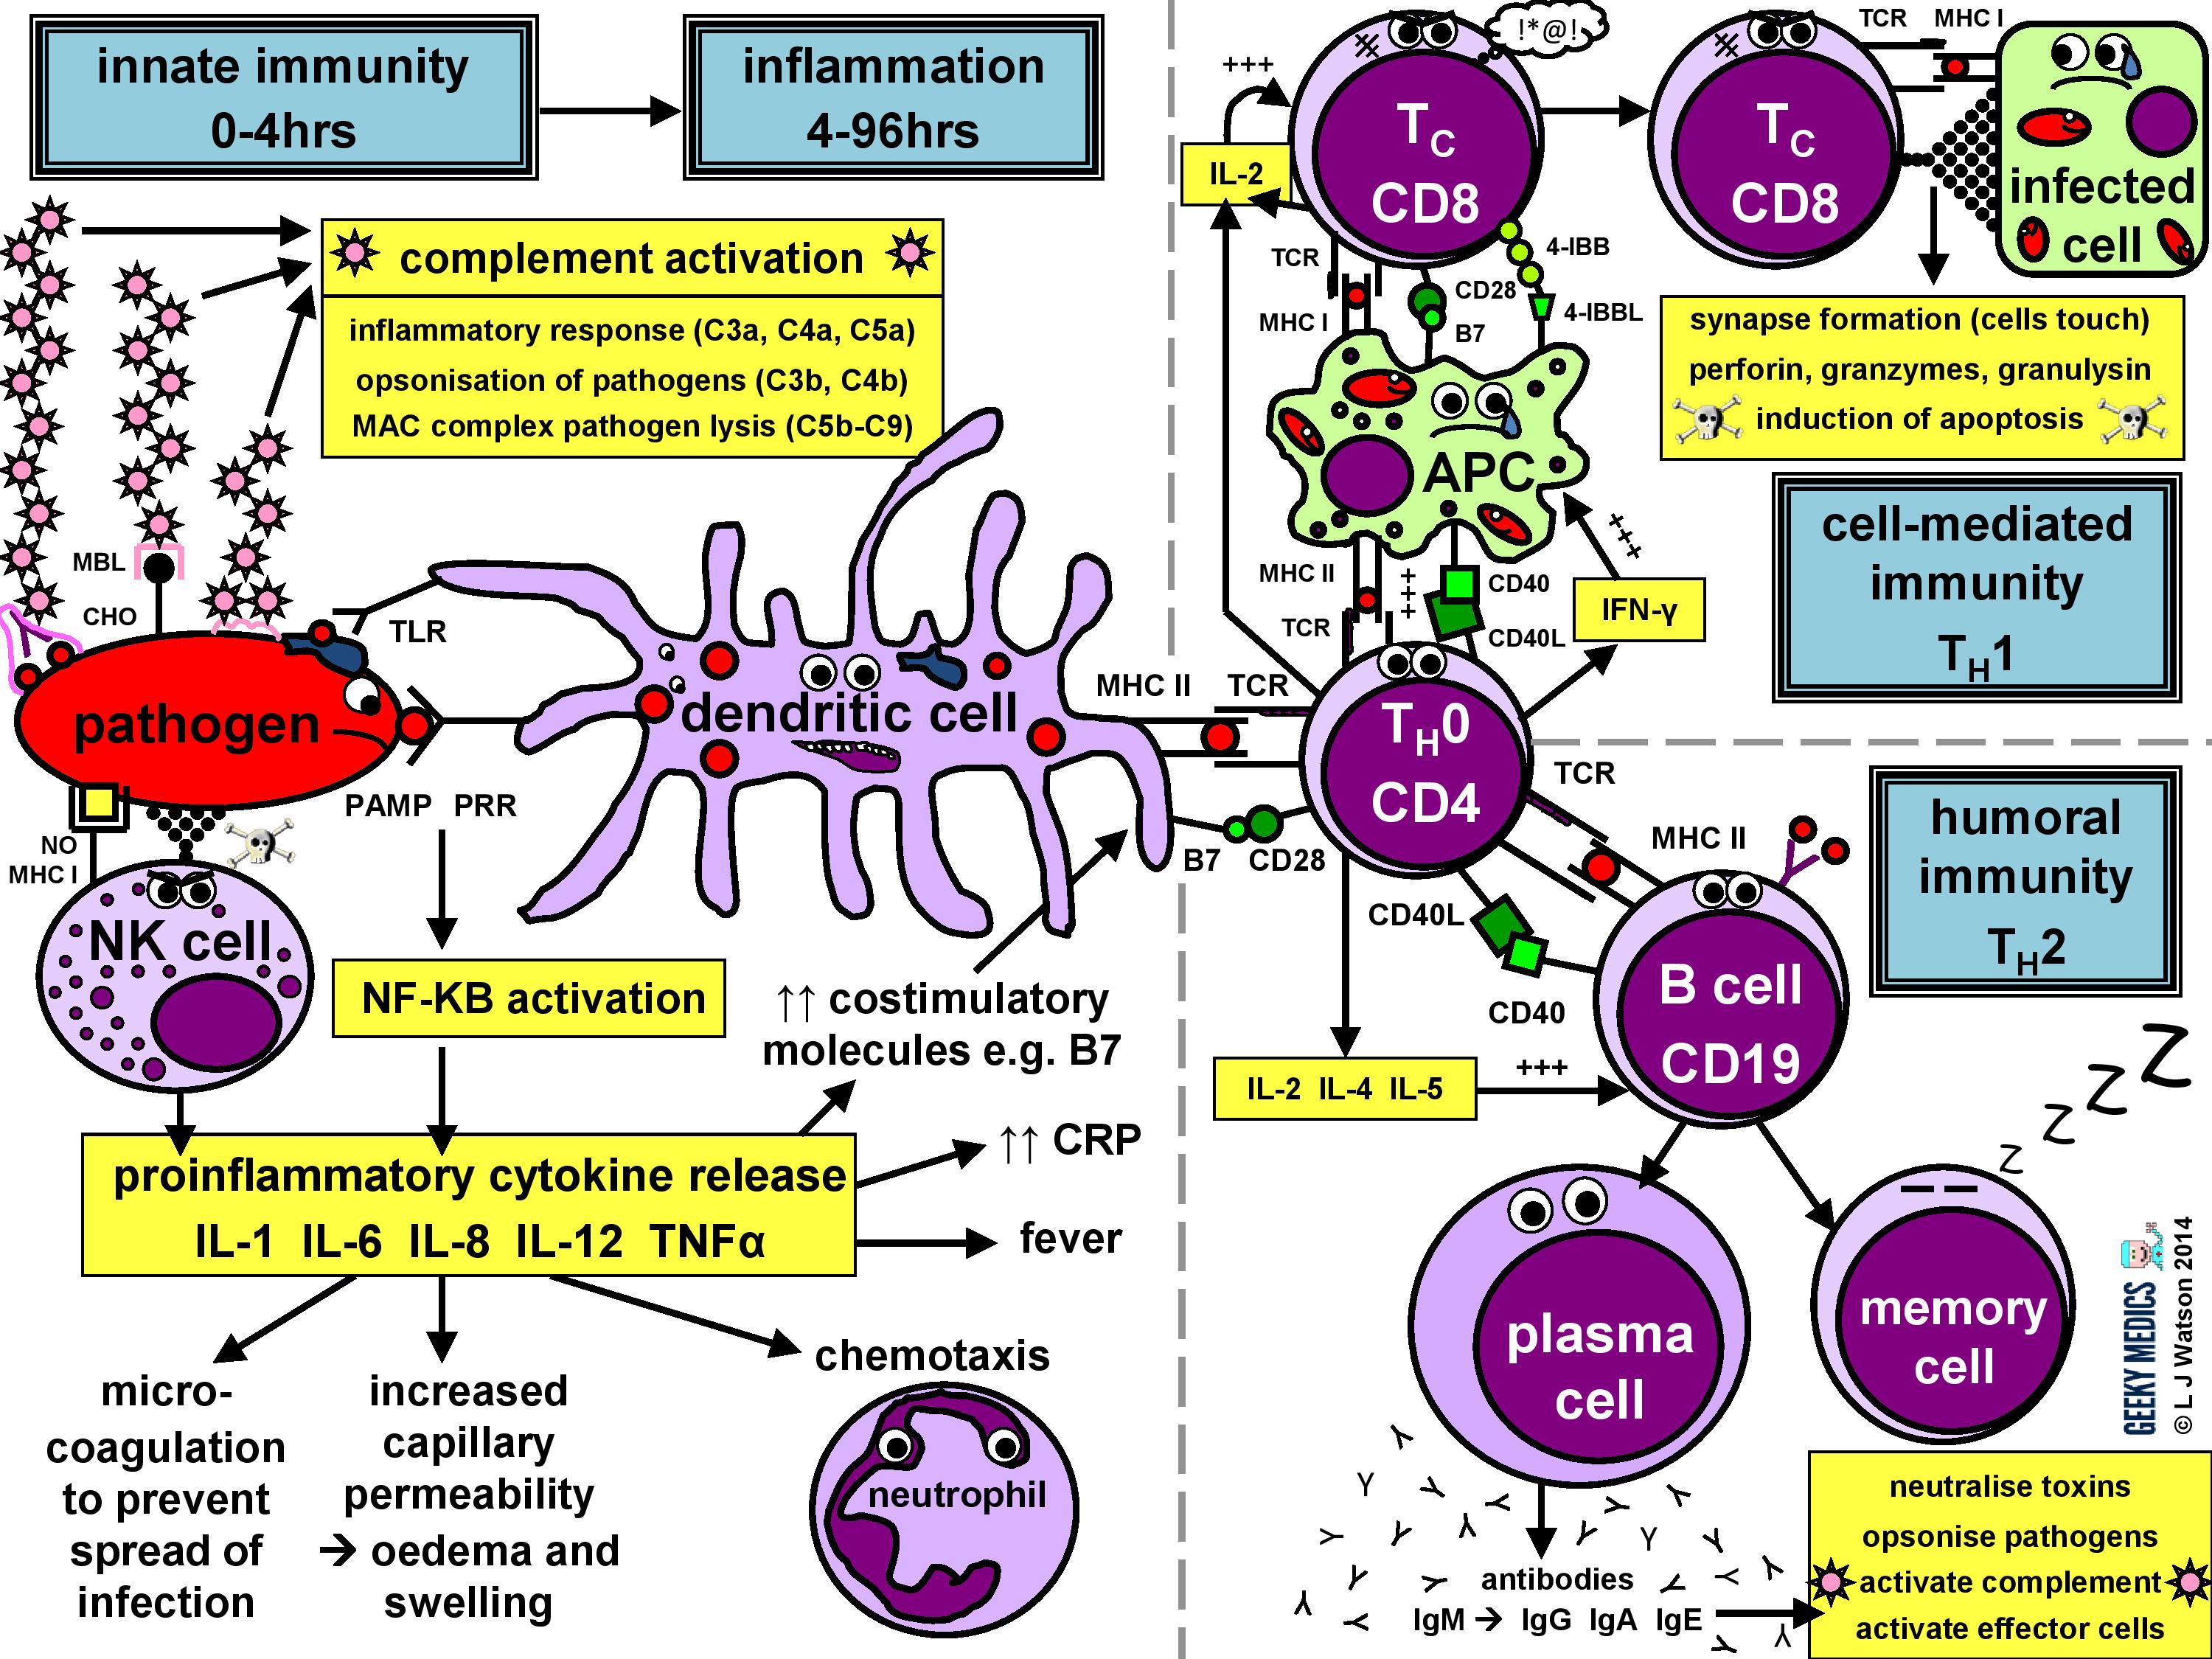 innate immunity
0-4hrs
inflammation
4-96hrs
complement activation
inflammatory response (C3a, C4a, C5a)
opsonisation of pathogens (C3b, C4b)
MAC complex pathogen lysis (C5b-C9)
MBL
CHO
TLR
pathogen
dendritic cell
PAMP PRR
NO
MHC I
NK cell
NF-KB activation
↑↑ costimulatory
molecules e.g. B7
proinflammatory cytokine release
IL-1 IL-6 IL-8 IL-12 TNFα
↑↑ CRP
fever
micro-
coagulation
to prevent
spread of
infection
increased
capillary
permeability
→ oedema and
swelling
chemotaxis
neutrophil
!*@!
+++
IL-2
TC
CD8
TC
CD8
TCR MHC I
infected
cell
TCR
MHC I
CD28
B7
4-IBB
4-IBBL
synapse formation (cells touch)
perforin, granzymes, granulysin
induction of apoptosis
APC
MHC II
TCR
+++
CD40
CD40L
+++
IFN-γ
cell-mediated
immunity
TH1
MHC II TCR
TH0
CD4
B7 CD28
TCR
MHC II
CD40L
CD40
humoral
immunity
TH2
B cell
CD19
IL-2 IL-4 IL-5
+++
z z z z
plasma
cell
memory
cell
antibodies
IgM → IgG IgA IgE
neutralise toxins
opsonise pathogens
activate complement
activate effector cells
GEEKY MEDICS
© L J Watson 2014